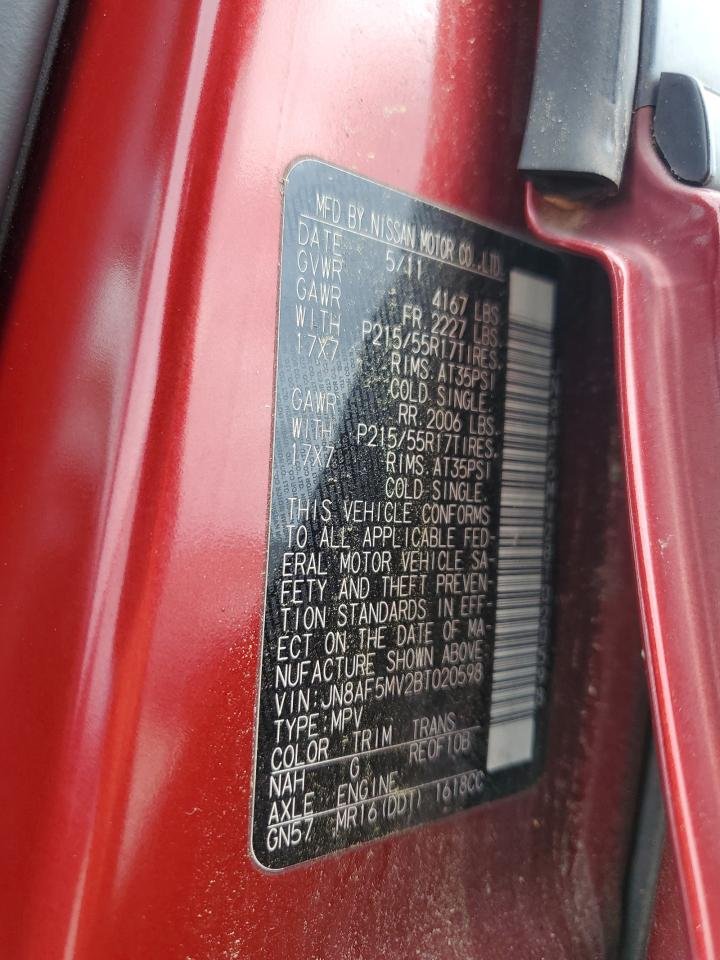 MFD BY NISSAN MOTOR CO.,LTD.
DATE 5/11
GVWR 4167 LBS
GAWR FR. 2227 LBS.
WITH P215/55R17TIRES.
17X7 RIMS. AT35PSI
COLD SINGLE.
GAWR RR. 2006 LBS.
WITH P215/55R17TIRES.
17X7 RIMS. AT35PSI
COLD SINGLE.
THIS VEHICLE CONFORMS
TO ALL APPLICABLE FED-
ERAL MOTOR VEHICLE SA-
FETY AND THEFT PREVEN-
TION STANDARDS IN EFF-
ECT ON THE DATE OF MA-
NUFACTURE SHOWN ABOVE.
VIN: JN8AF5MV2BT020598
TYPE: MPV
COLOR TRIM TRANS
NAH G RE0F10B
AXLE ENGINE
GN57 MR16(DDT) 1618CC